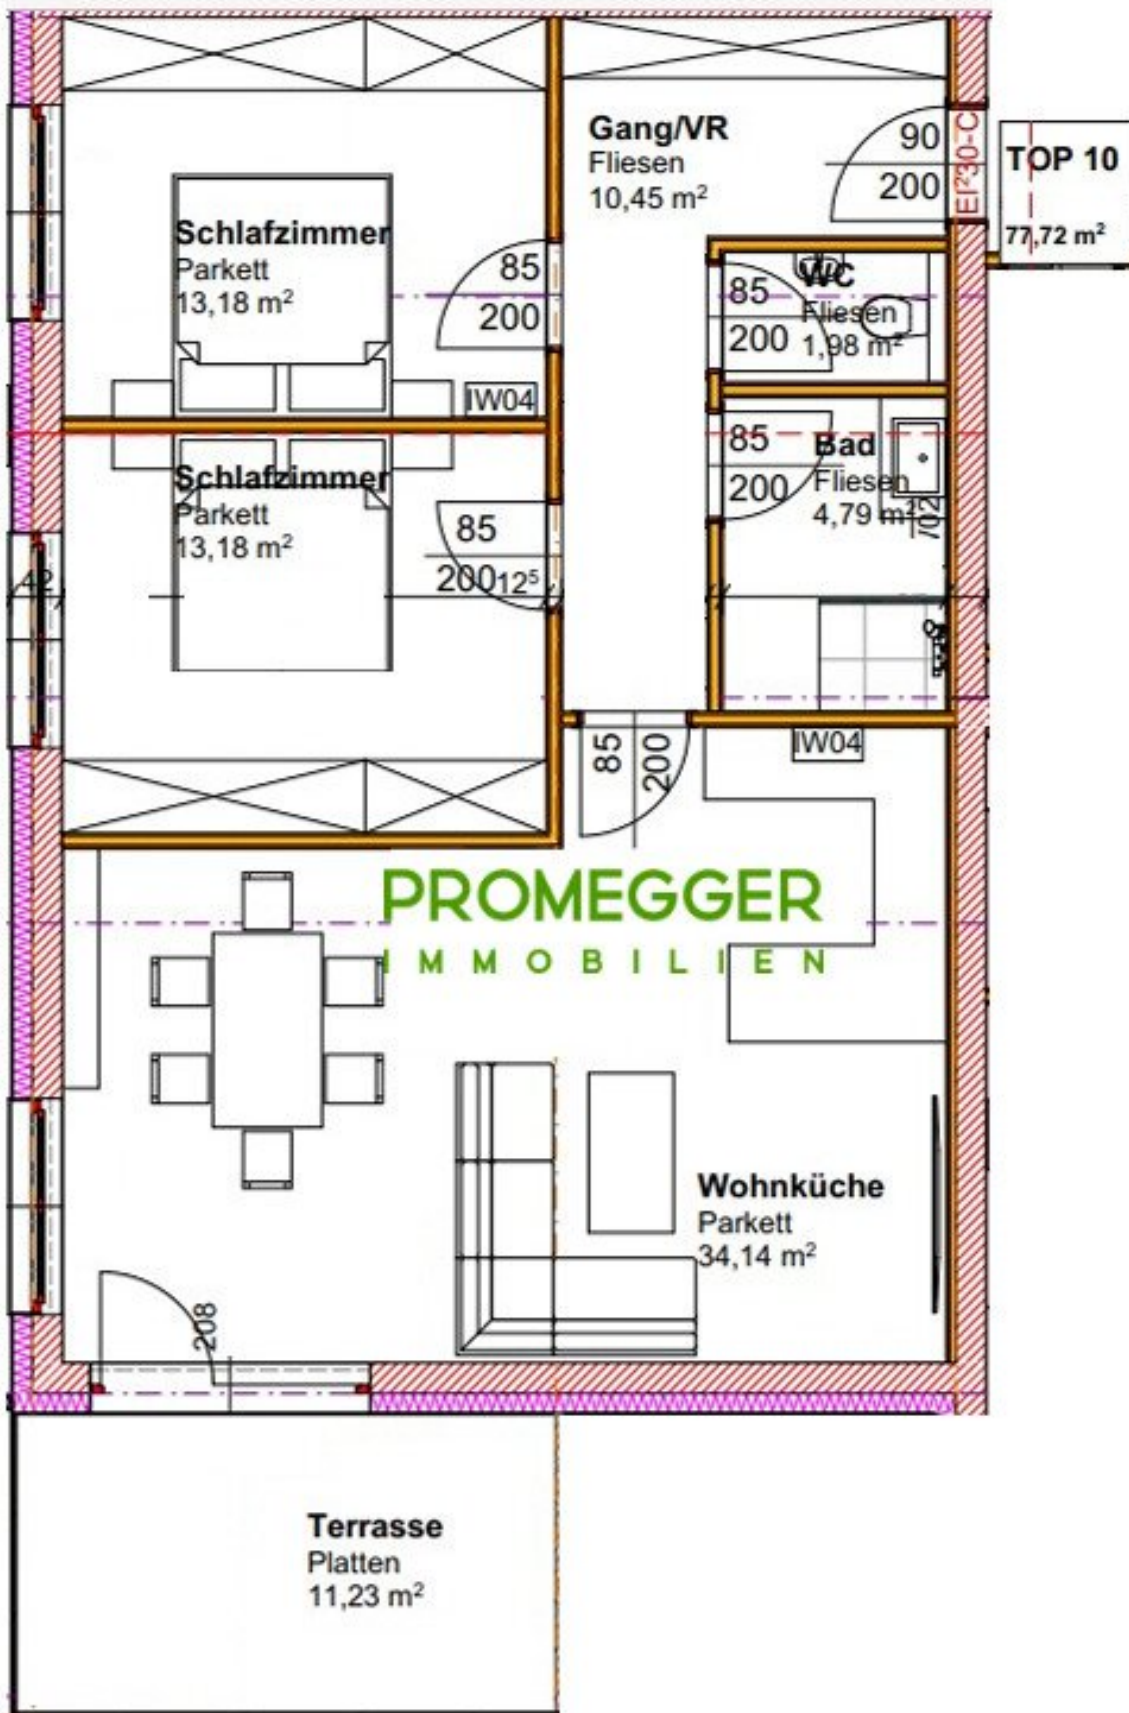 Gang/VR
Fliesen
10,45 m²
90
200
EI²30-C
TOP 10
77,72 m²
Schlafzimmer
Parkett
13,18 m²
85
200
IW04
WC
Fliesen
1,98 m²
85
200
Schlafzimmer
Parkett
13,18 m²
85
200
12⁵
42
Bad
Fliesen
4,79 m²
85
200
85
200
IW04
PROMEGGER
IMMOBILIEN
Wohnküche
Parkett
34,14 m²
208
Terrasse
Platten
11,23 m²